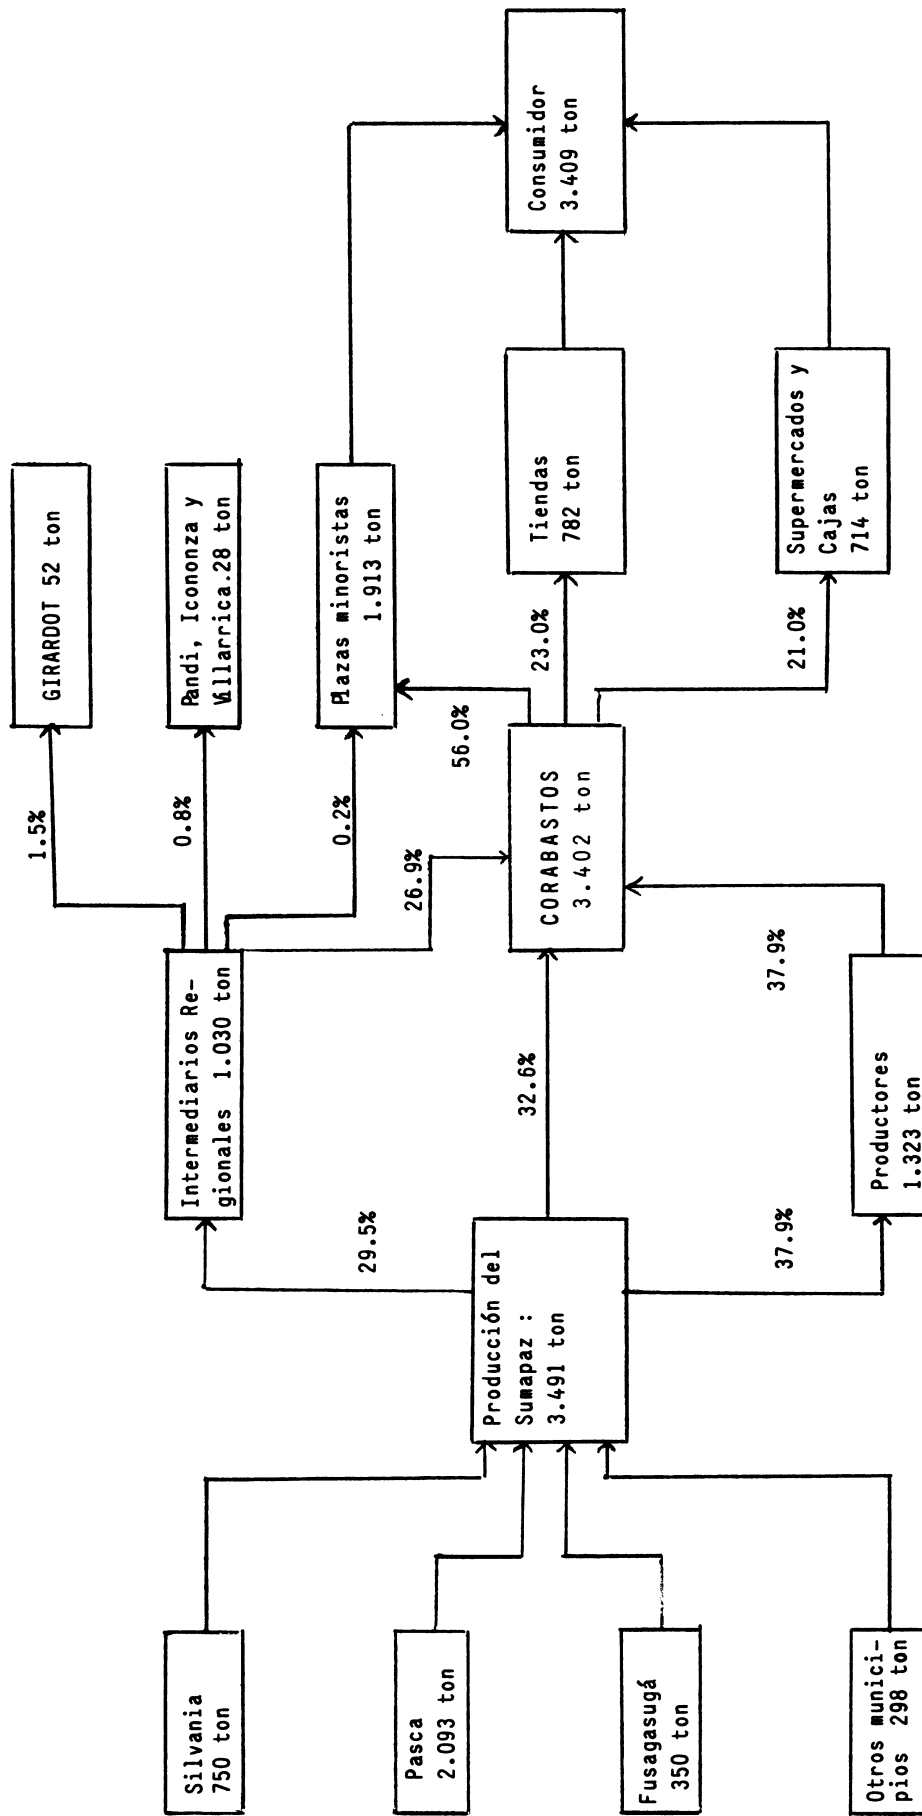 Silvania
750 ton
Pasca
2.093 ton
Fusagasugá
350 ton
Otros munici-
pios 298 ton
Producción del
Sumapaz :
3.491 ton
29.5%
32.6%
37.9%
Intermediarios Re-
gionales 1.030 ton
Productores
1.323 ton
1.5%
0.8%
0.2%
26.9%
37.9%
CORABASTOS
3.402 ton
56.0%
23.0%
21.0%
GIRARDOT 52 ton
Pandi, Icononza y
Villarrica.28 ton
Plazas minoristas
1.913 ton
Tiendas
782 ton
Supermercados y
Cajas
714 ton
Consumidor
3.409 ton